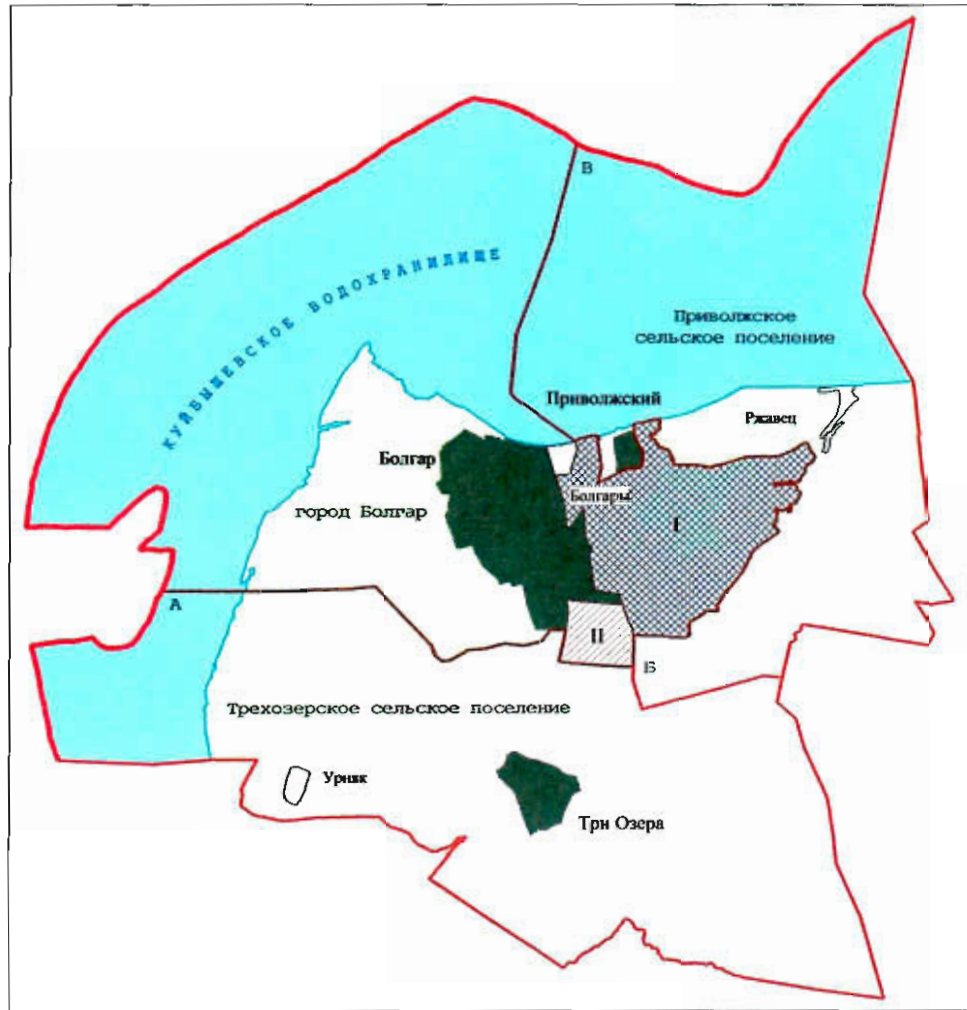 В
КУЙБЫШЕВСКОЕ ВОДОХРАНИЛИЩЕ
Приволжское
сельское поселение
Приволжский
Ржавец
Болгар
Болгары
город Болгар
I
А
II
Б
Трехозерское сельское поселение
Урняк
Три Озера